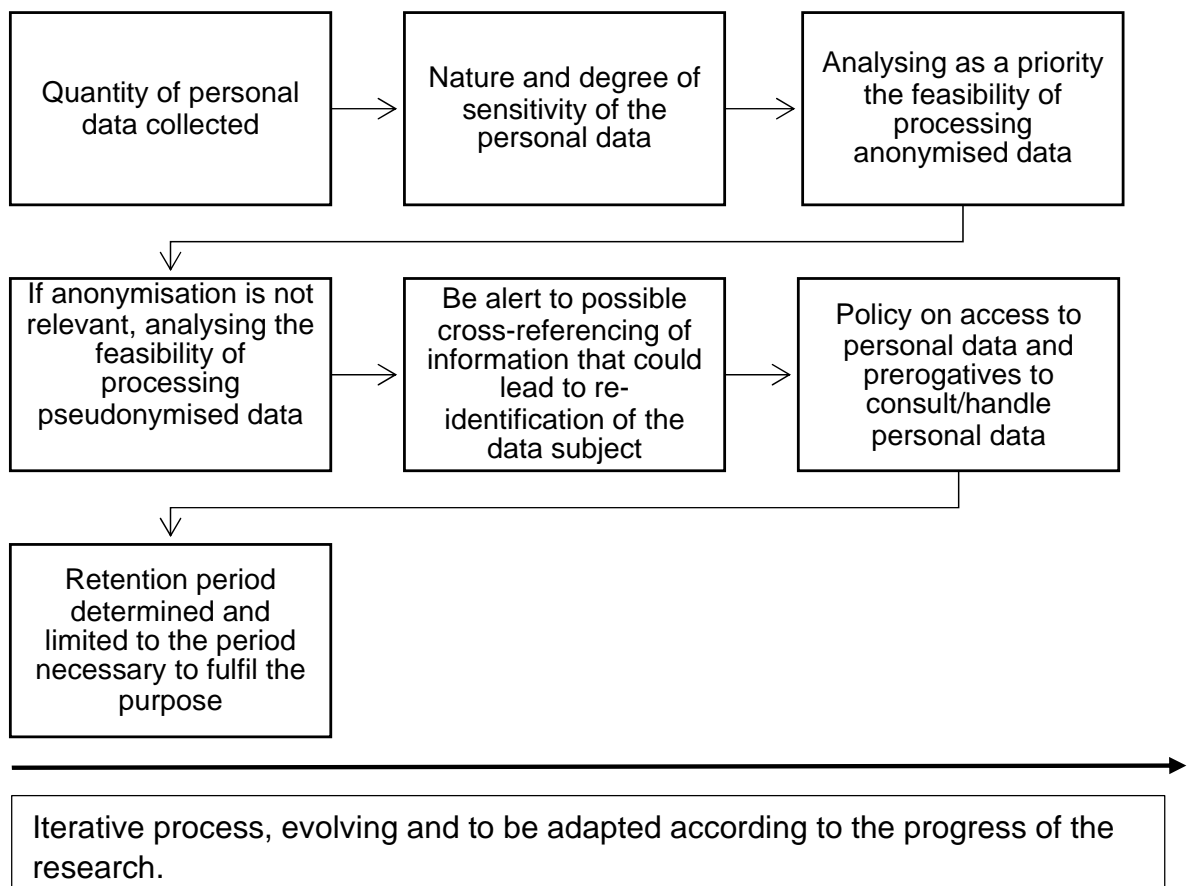 Quantity of personal
data collected
Nature and degree of
sensitivity of the
personal data
Analysing as a priority
the feasibility of
processing
anonymised data
If anonymisation is not
relevant, analysing the
feasibility of
processing
pseudonymised data
Be alert to possible
cross-referencing of
information that could
lead to re-
identification of the
data subject
Policy on access to
personal data and
prerogatives to
consult/handle
personal data
Retention period
determined and
limited to the period
necessary to fulfil the
purpose
Iterative process, evolving and to be adapted according to the progress of the
research.